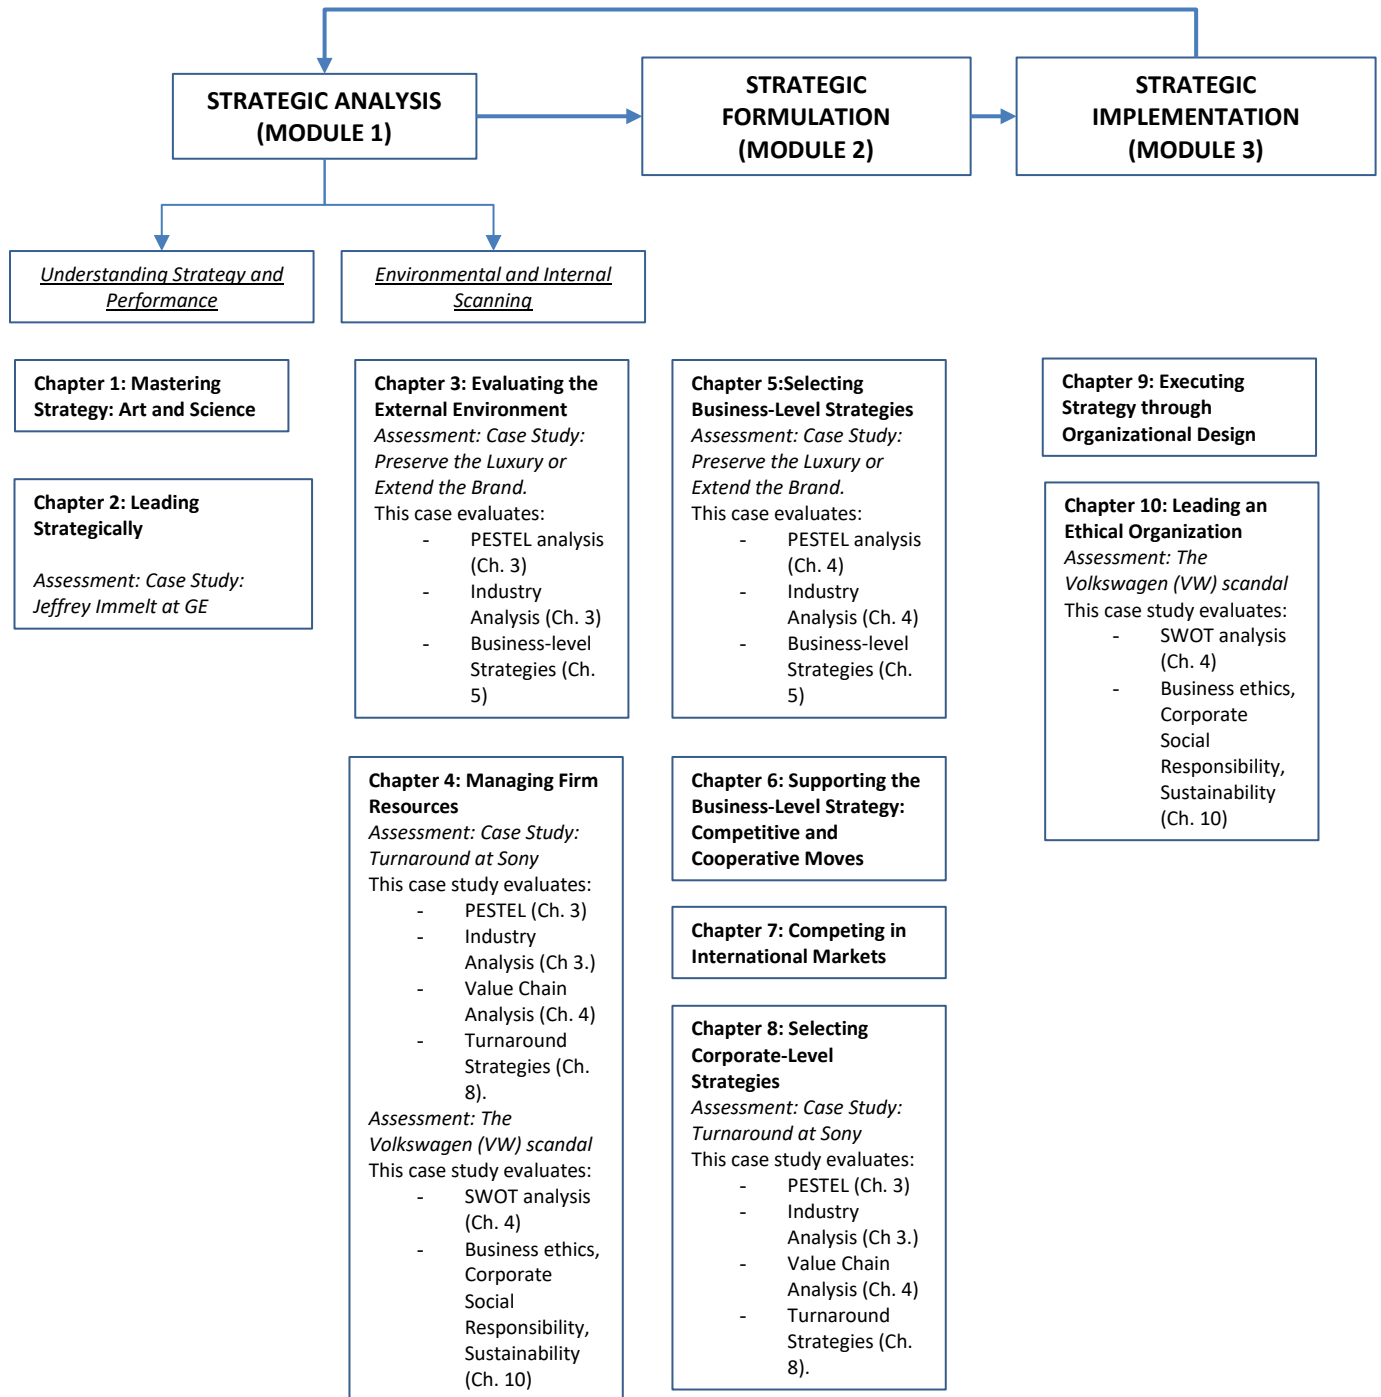 STRATEGIC ANALYSIS
(MODULE 1)
STRATEGIC
FORMULATION
(MODULE 2)
STRATEGIC
IMPLEMENTATION
(MODULE 3)
Understanding Strategy and
Performance
Environmental and Internal
Scanning
Chapter 1: Mastering
Strategy: Art and Science
Chapter 2: Leading
Strategically
Assessment: Case Study:
Jeffrey Immelt at GE
Chapter 3: Evaluating the
External Environment
Assessment: Case Study:
Preserve the Luxury or
Extend the Brand.
This case evaluates:
- PESTEL analysis
(Ch. 3)
- Industry
Analysis (Ch. 3)
- Business-level
Strategies (Ch.
5)
Chapter 4: Managing Firm
Resources
Assessment: Case Study:
Turnaround at Sony
This case study evaluates:
- PESTEL (Ch. 3)
- Industry
Analysis (Ch 3.)
- Value Chain
Analysis (Ch. 4)
- Turnaround
Strategies (Ch.
8).
Assessment: The
Volkswagen (VW) scandal
This case study evaluates:
- SWOT analysis
(Ch. 4)
- Business ethics,
Corporate
Social
Responsibility,
Sustainability
(Ch. 10)
Chapter 5:Selecting
Business-Level Strategies
Assessment: Case Study:
Preserve the Luxury or
Extend the Brand.
This case evaluates:
- PESTEL analysis
(Ch. 4)
- Industry
Analysis (Ch. 4)
- Business-level
Strategies (Ch.
5)
Chapter 6: Supporting the
Business-Level Strategy:
Competitive and
Cooperative Moves
Chapter 7: Competing in
International Markets
Chapter 8: Selecting
Corporate-Level
Strategies
Assessment: Case Study:
Turnaround at Sony
This case study evaluates:
- PESTEL (Ch. 3)
- Industry
Analysis (Ch 3.)
- Value Chain
Analysis (Ch. 4)
- Turnaround
Strategies (Ch.
8).
Chapter 9: Executing
Strategy through
Organizational Design
Chapter 10: Leading an
Ethical Organization
Assessment: The
Volkswagen (VW) scandal
This case study evaluates:
- SWOT analysis
(Ch. 4)
- Business ethics,
Corporate
Social
Responsibility,
Sustainability
(Ch. 10)